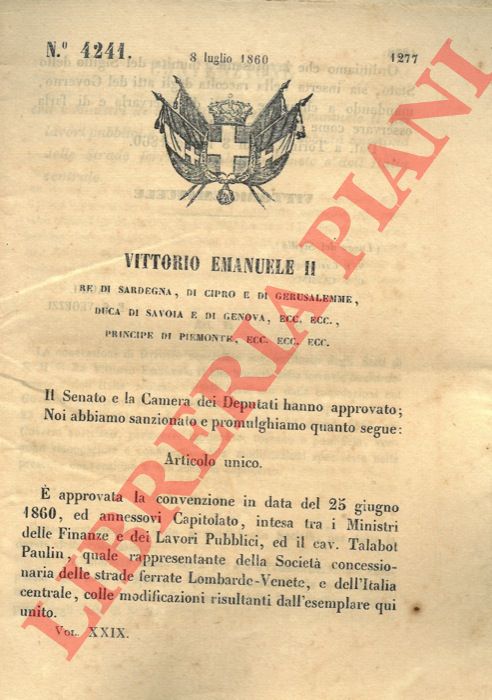 N.º 4241.
8 luglio 1860
1277
VITTORIO EMANUELE II
RE DI SARDEGNA, DI CIPRO E DI GERUSALEMME,
DUCA DI SAVOIA E DI GENOVA, ECC. ECC.,
PRINCIPE DI PIEMONTE, ECC. ECC. ECC.
Il Senato e la Camera dei Deputati hanno approvato;
Noi abbiamo sanzionato e promulghiamo quanto segue:
Articolo unico.
È approvata la convenzione in data del 25 giugno
1860, ed annessovi Capitolato, intesa tra i Ministri
delle Finanze e dei Lavori Pubblici, ed il cav. Talabot
Paulin, quale rappresentante della Società concessio-
naria delle strade ferrate Lombardo-Venete, e dell'Italia
centrale, colle modificazioni risultanti dall'esemplare qui
unito.
VOL. XXIX.
LIBRERIA PIANI